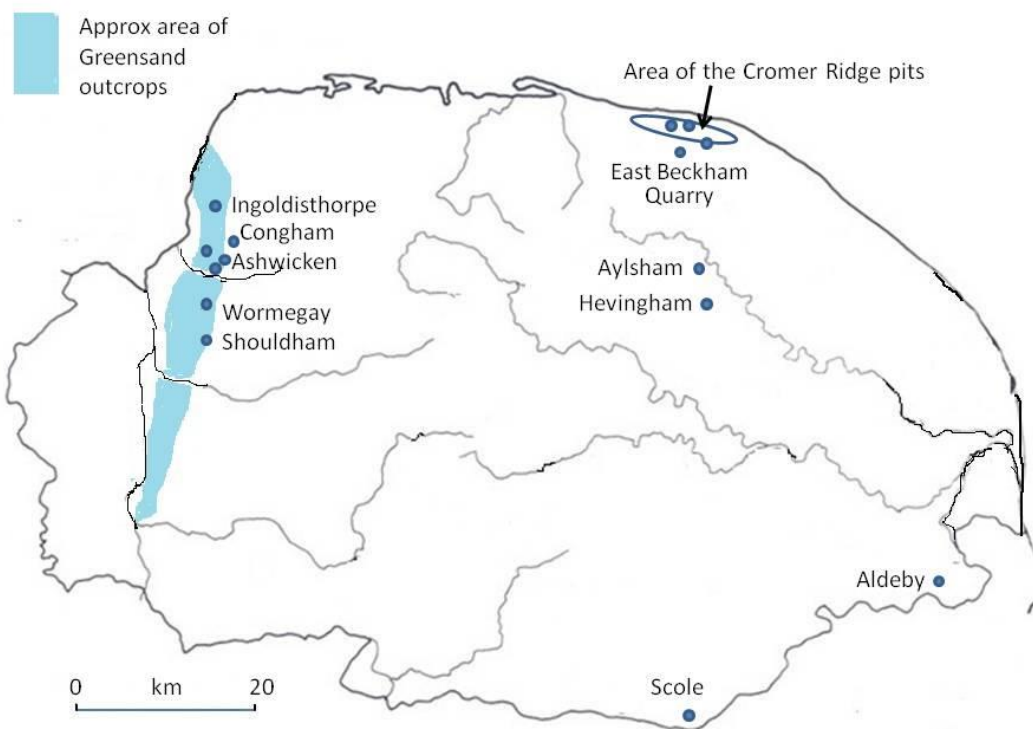 Approx area of
Greensand
outcrops
Area of the Cromer Ridge pits
East Beckham
Quarry
Ingoldisthorpe
Congham
Ashwicken
Aylsham
Hevingham
Wormegay
Shouldham
Aldeby
Scole
0 km 20